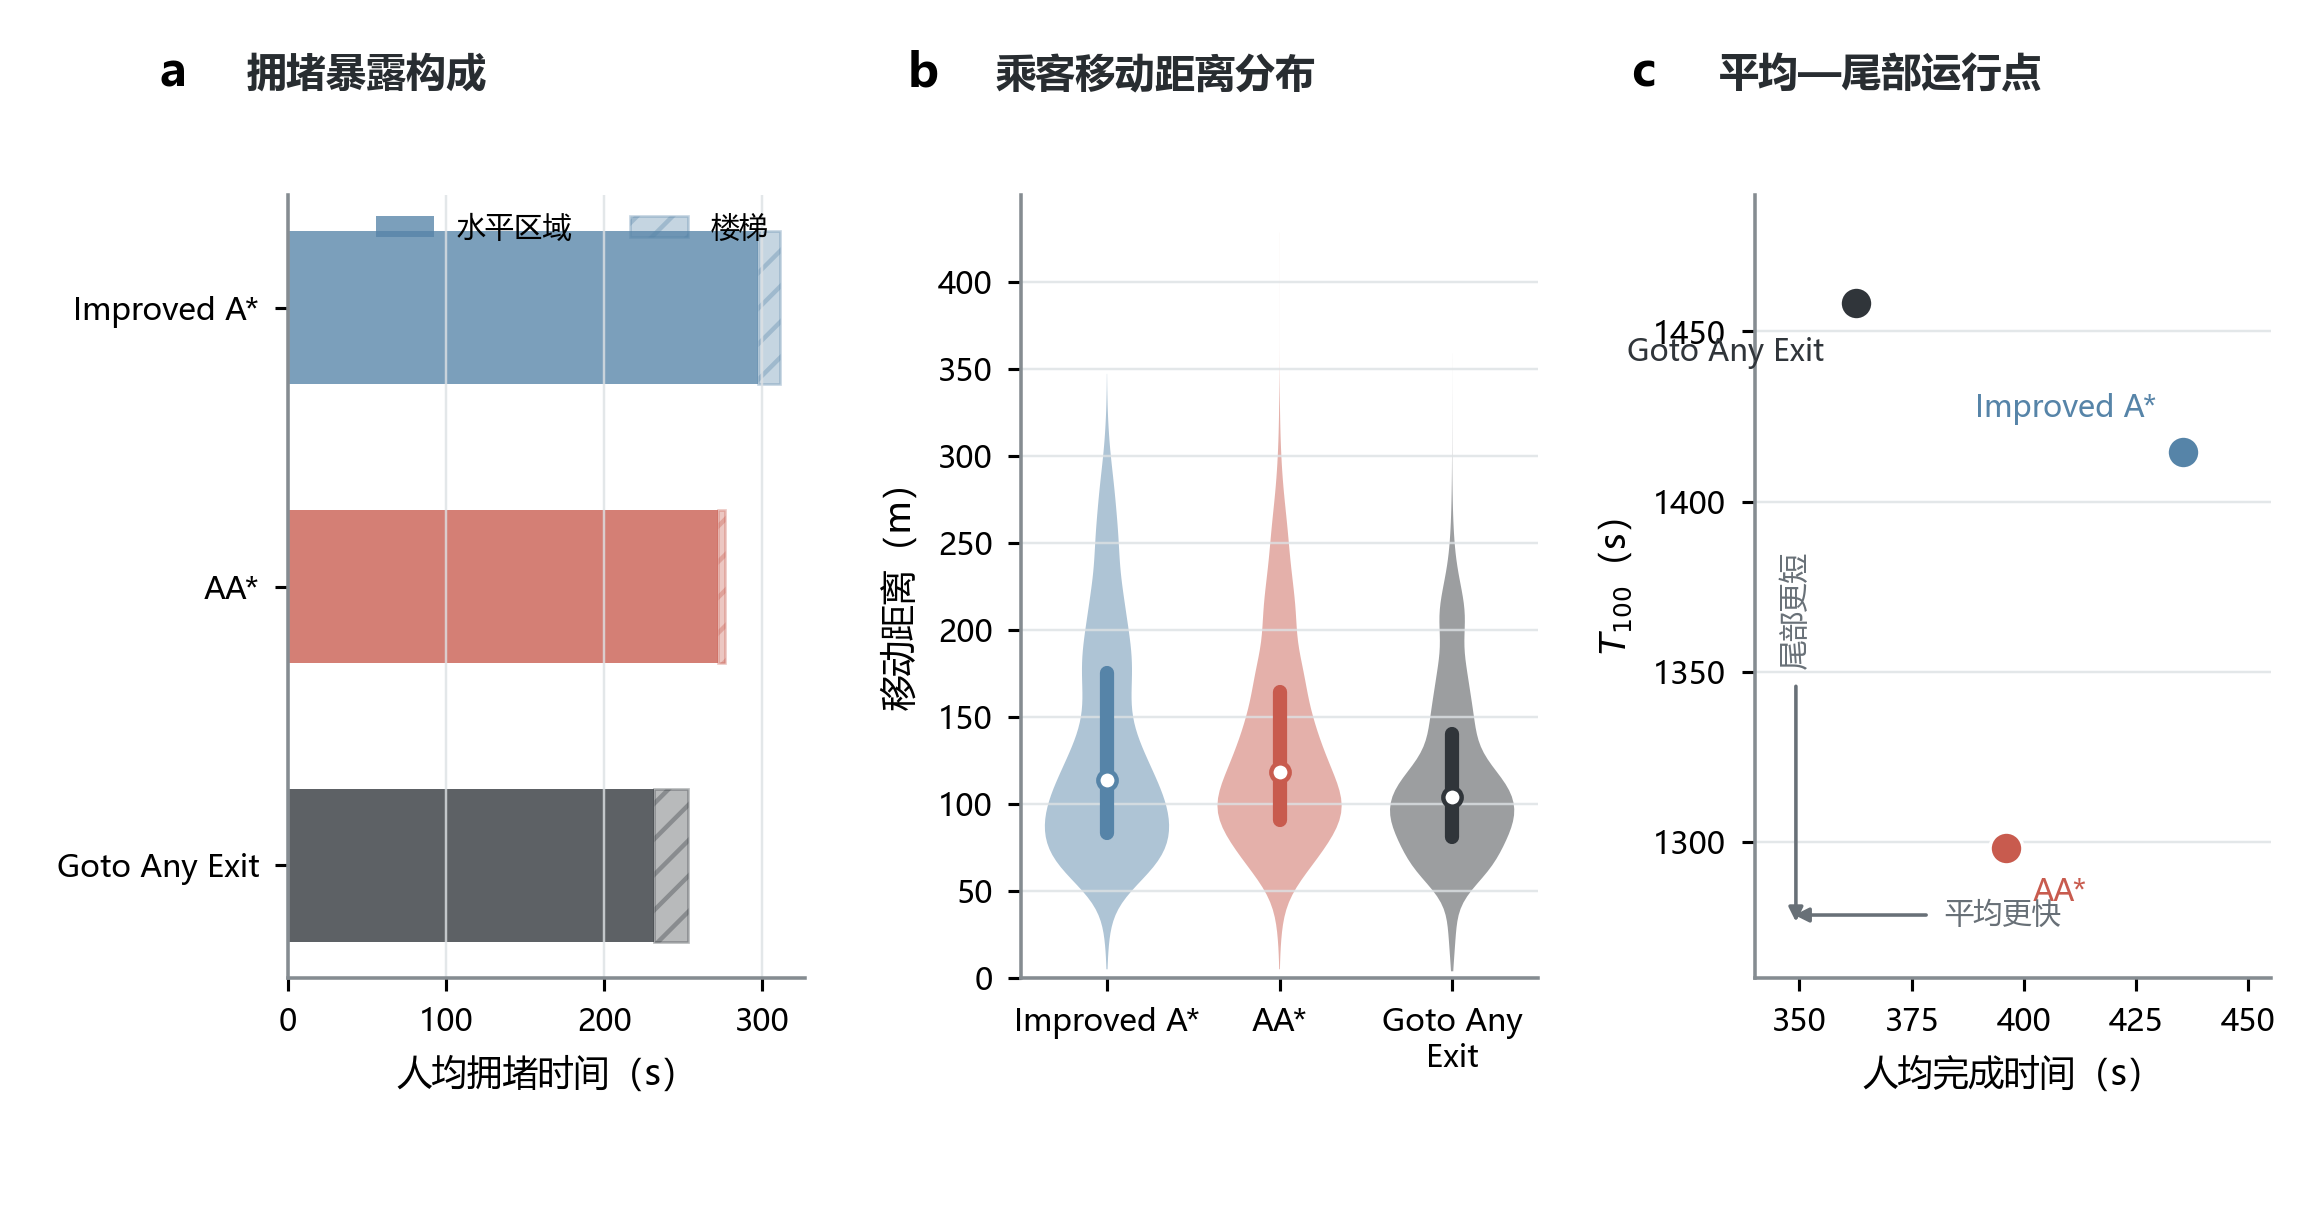 a 拥堵暴露构成
水平区域 楼梯
Improved A*
AA*
Goto Any Exit
0 100 200 300
人均拥堵时间（s）
b 乘客移动距离分布
移动距离（m）
400
350
300
250
200
150
100
50
0
Improved A* AA* Goto Any
Exit
c 平均—尾部运行点
T100（s）
1450
1400
1350
1300
Goto Any Exit
Improved A*
尾部更短
AA*
平均更快
350 375 400 425 450
人均完成时间（s）